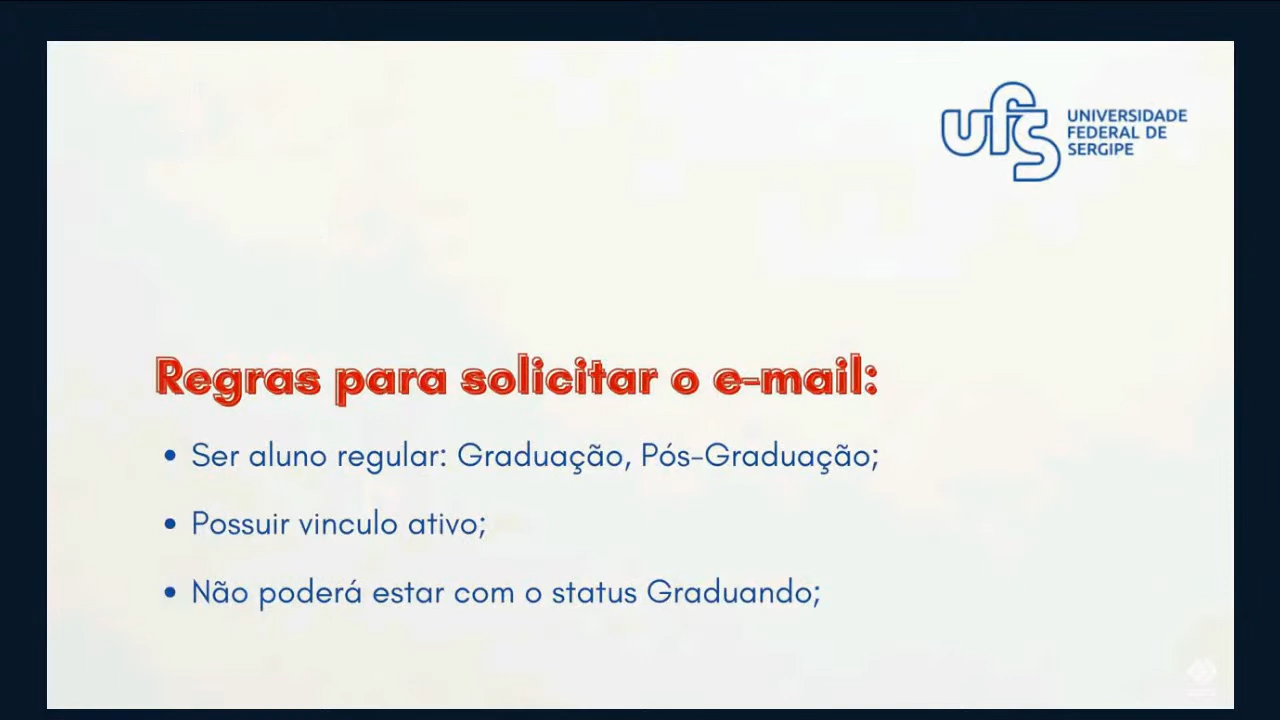 ufs
UNIVERSIDADE
FEDERAL DE
SERGIPE
Regras para solicitar o e-mail:
• Ser aluno regular: Graduação, Pós-Graduação;
• Possuir vinculo ativo;
• Não poderá estar com o status Graduando;